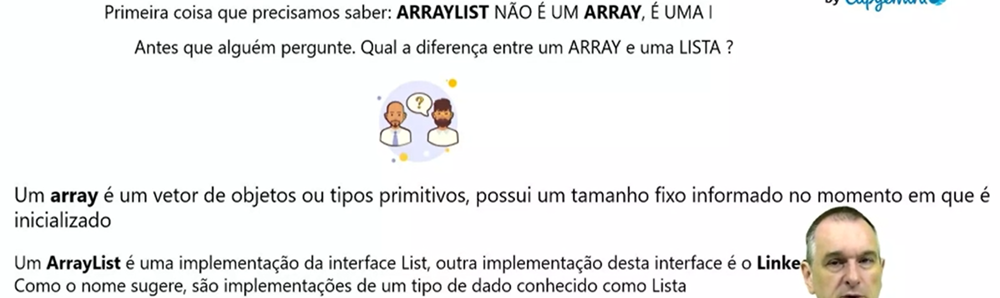 by Capgemini
Primeira coisa que precisamos saber: ARRAYLIST NÃO É UM ARRAY, É UMA
Antes que alguém pergunte. Qual a diferença entre um ARRAY e uma LISTA ?
?
Um array é um vetor de objetos ou tipos primitivos, possui um tamanho fixo informado no momento em que é
inicializado
Um ArrayList é uma implementação da interface List, outra implementação desta interface é o Linke
Como o nome sugere, são implementações de um tipo de dado conhecido como Lista